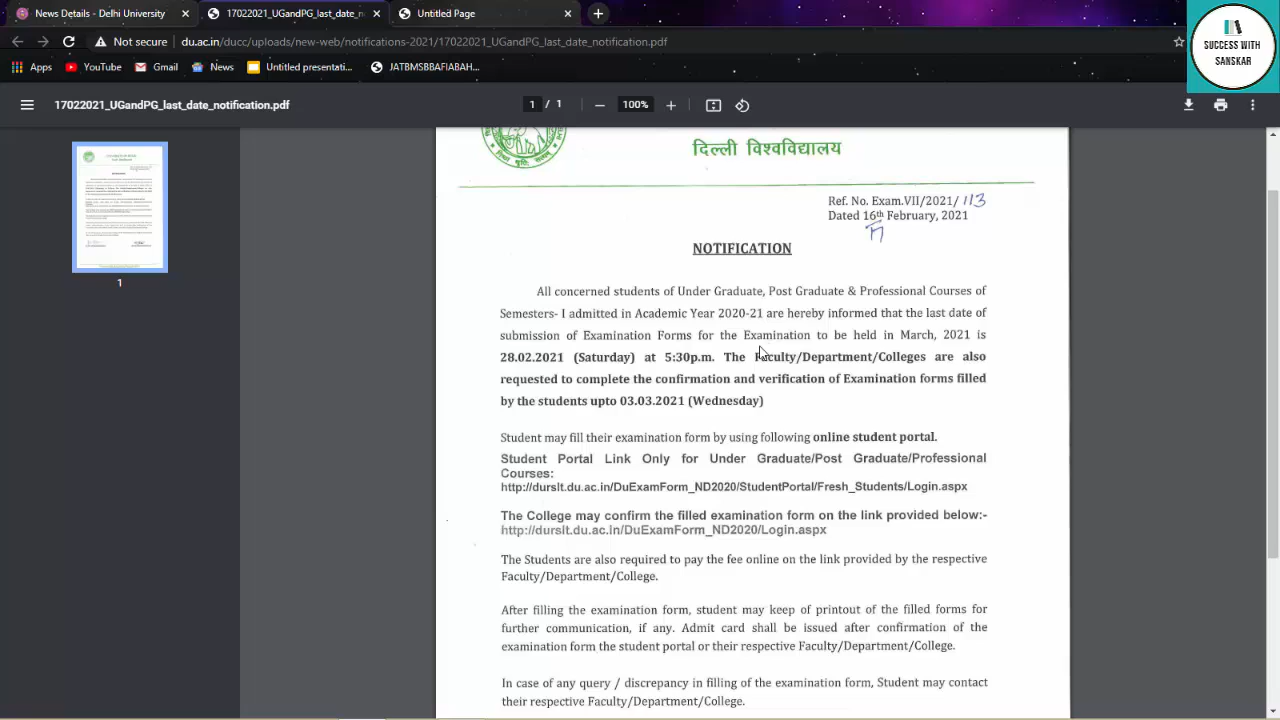 News Details - Delhi University
17022021_UGandPG_last_date_n
Untitled Page
Not secure du.ac.in/ducc/uploads/new-web/notifications-2021/17022021_UGandPG_last_date_notification.pdf
Apps YouTube Gmail News Untitled presentati... JATBMSBBAFIABAH...
SUCCESS WITH
SANSKAR
17022021_UGandPG_last_date_notification.pdf
1 / 1
100%
1
दिल्ली विश्वविद्यालय
Ref. No. Exam.VII/2021/113
Dated 16th February, 2021
17
NOTIFICATION
All concerned students of Under Graduate, Post Graduate & Professional Courses of
Semesters- I admitted in Academic Year 2020-21 are hereby informed that the last date of
submission of Examination Forms for the Examination to be held in March, 2021 is
28.02.2021 (Saturday) at 5:30p.m. The Faculty/Department/Colleges are also
requested to complete the confirmation and verification of Examination forms filled
by the students upto 03.03.2021 (Wednesday)
Student may fill their examination form by using following online student portal.
Student Portal Link Only for Under Graduate/Post Graduate/Professional
Courses:
http://durslt.du.ac.in/DuExamForm_ND2020/StudentPortal/Fresh_Students/Login.aspx
The College may confirm the filled examination form on the link provided below:-
http://durslt.du.ac.in/DuExamForm_ND2020/Login.aspx
The Students are also required to pay the fee online on the link provided by the respective
Faculty/Department/College.
After filling the examination form, student may keep of printout of the filled forms for
further communication, if any. Admit card shall be issued after confirmation of the
examination form the student portal or their respective Faculty/Department/College.
In case of any query / discrepancy in filling of the examination form, Student may contact
their respective Faculty/Department/College.